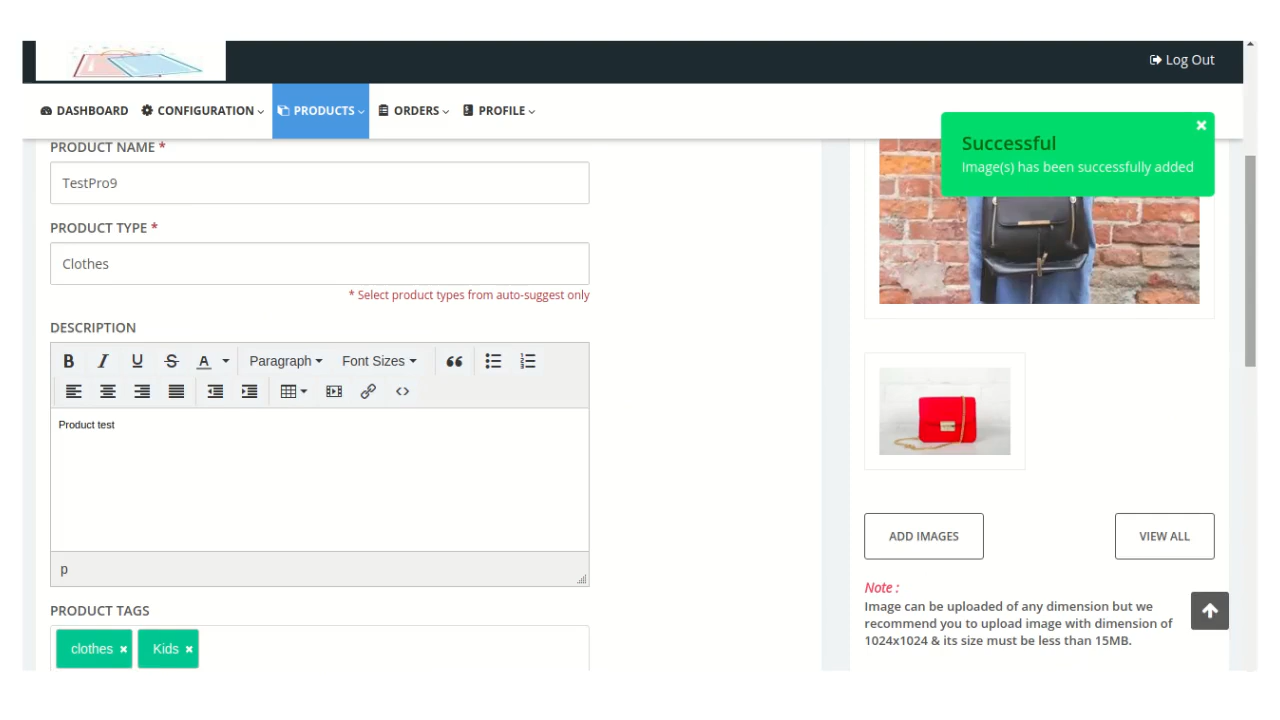 Log Out
DASHBOARD CONFIGURATION PRODUCTS ORDERS PROFILE
Successful
Image(s) has been successfully added
PRODUCT NAME *
TestPro9
PRODUCT TYPE *
Clothes
* Select product types from auto-suggest only
DESCRIPTION
B I U S A Paragraph Font Sizes
Product test
p
PRODUCT TAGS
clothes × Kids ×
ADD IMAGES VIEW ALL
Note :
Image can be uploaded of any dimension but we
recommend you to upload image with dimension of
1024x1024 & its size must be less than 15MB.